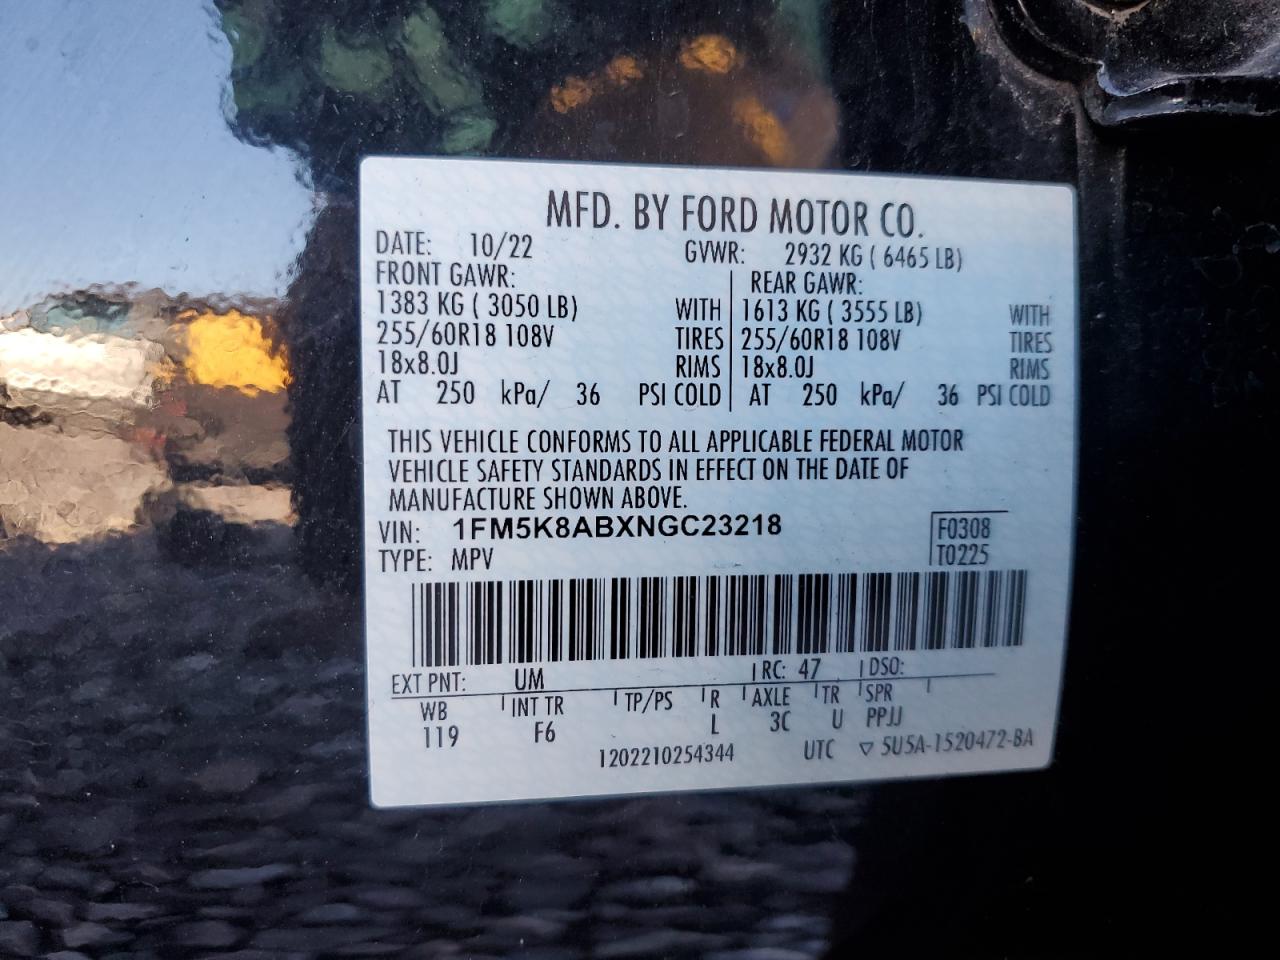 MFD. BY FORD MOTOR CO.
DATE: 10/22 GVWR: 2932 KG ( 6465 LB)
FRONT GAWR: REAR GAWR:
1383 KG ( 3050 LB) WITH 1613 KG ( 3555 LB) WITH
255/60R18 108V TIRES 255/60R18 108V TIRES
18x8.0J RIMS 18x8.0J RIMS
AT 250 kPa/ 36 PSI COLD AT 250 kPa/ 36 PSI COLD
THIS VEHICLE CONFORMS TO ALL APPLICABLE FEDERAL MOTOR
VEHICLE SAFETY STANDARDS IN EFFECT ON THE DATE OF
MANUFACTURE SHOWN ABOVE.
VIN: 1FM5K8ABXNGC23218 F0308
TYPE: MPV T0225
EXT PNT: UM RC: 47 DSO:
WB INT TR TP/PS R AXLE TR SPR
119 F6 L 3C U PPJJ
1202210254344 UTC ▽ 5U5A-1520472-BA